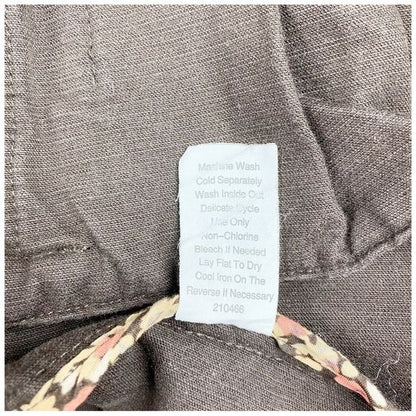 Machine Wash
Cold Separately
Wash Inside Out
Delicate Cycle
Use Only
Non-Chlorine
Bleach If Needed
Lay Flat To Dry
Cool Iron On The
Reverse If Necessary
210466